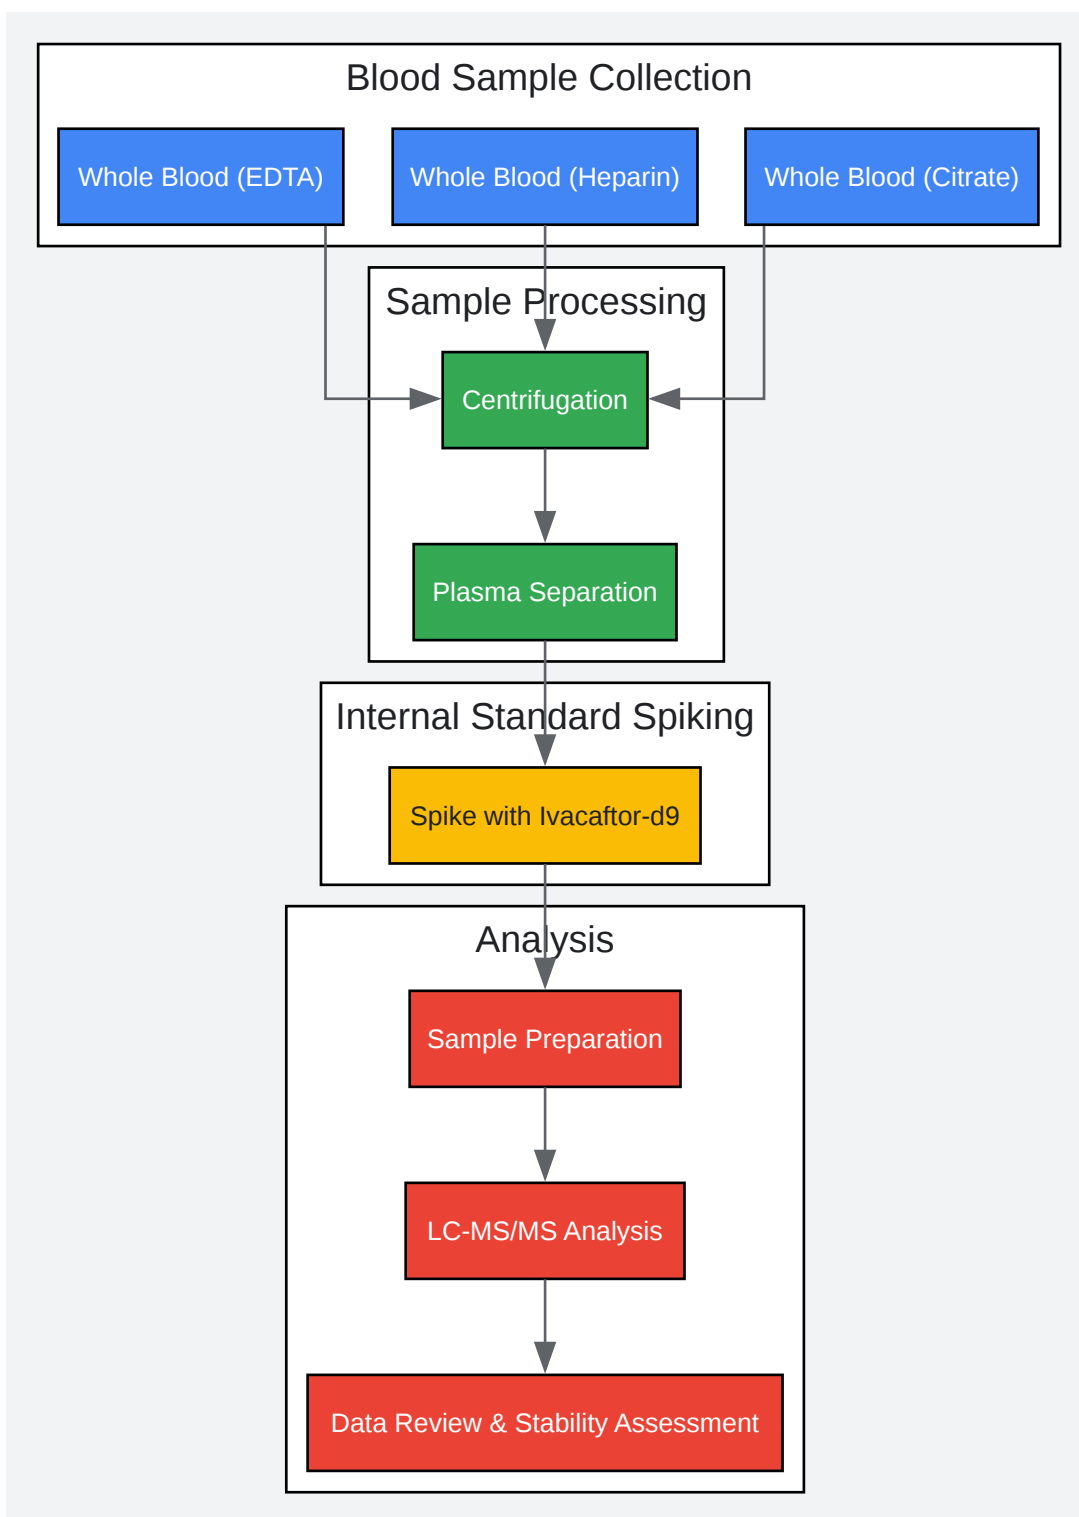 Blood Sample Collection
Whole Blood (EDTA)
Whole Blood (Heparin)
Whole Blood (Citrate)
Sample Processing
Centrifugation
Plasma Separation
Internal Standard Spiking
Spike with Ivacaftor-d9
Analysis
Sample Preparation
LC-MS/MS Analysis
Data Review & Stability Assessment